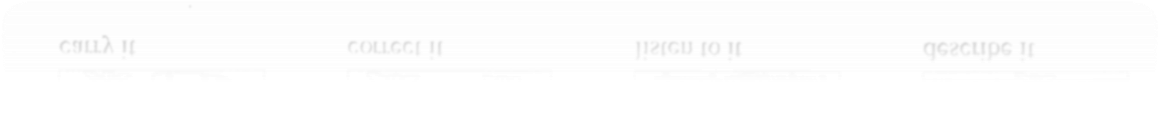 carry it
correct it
listen to it
describe it